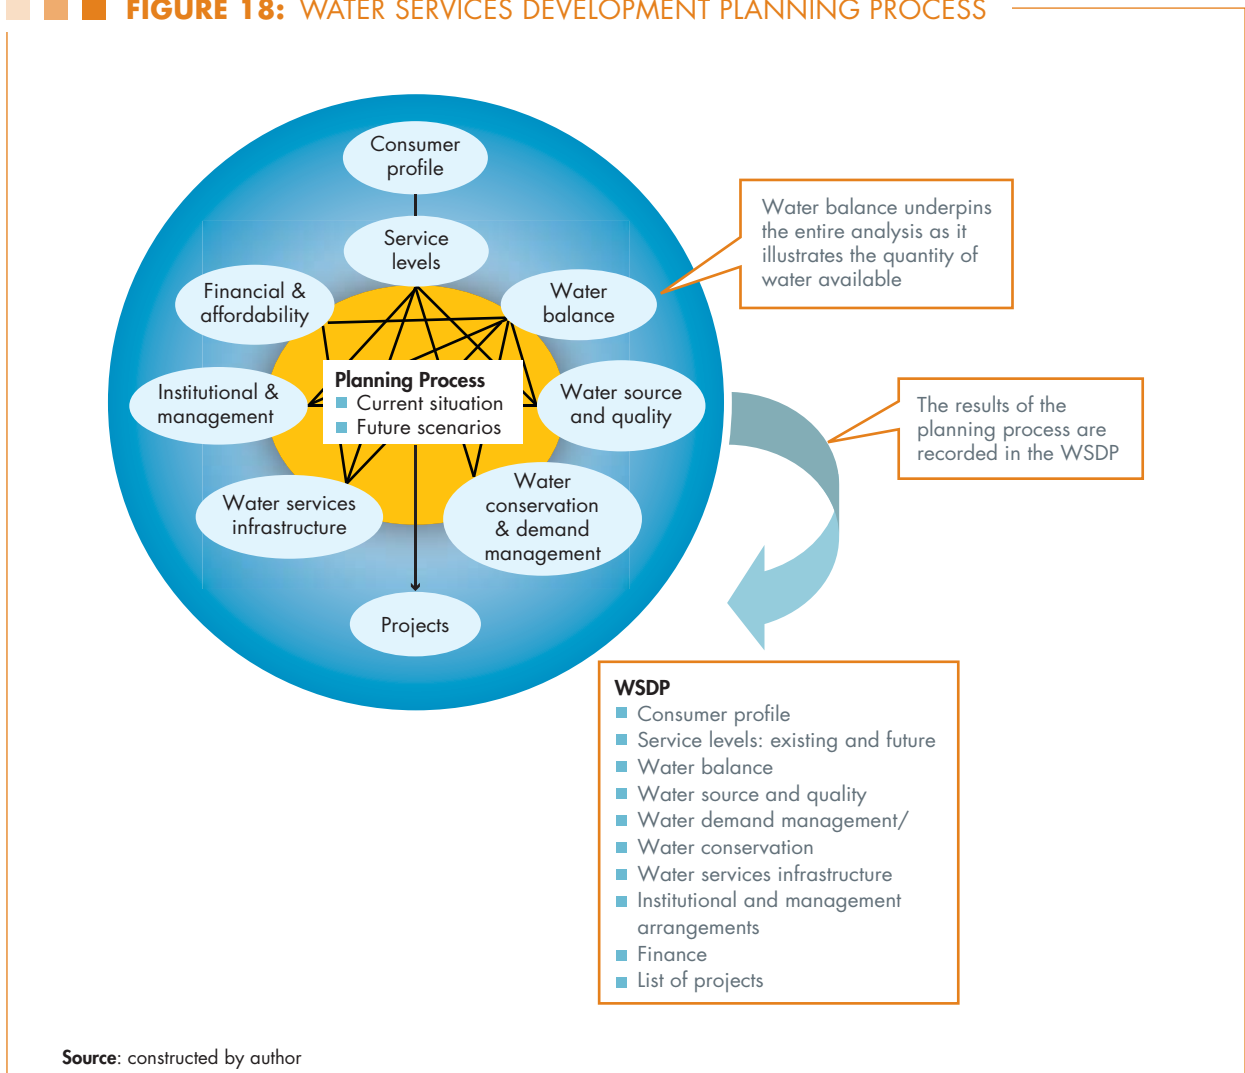 FIGURE 18: WATER SERVICES DEVELOPMENT PLANNING PROCESS
Consumer
profile
Service
levels
Financial &
affordability
Water
balance
Water balance underpins
the entire analysis as it
illustrates the quantity of
water available
Institutional &
management
Planning Process
Current situation
Future scenarios
Water source
and quality
The results of the
planning process are
recorded in the WSDP
Water services
infrastructure
Water
conservation
& demand
management
Projects
WSDP
Consumer profile
Service levels: existing and future
Water balance
Water source and quality
Water demand management/
Water conservation
Water services infrastructure
Institutional and management
arrangements
Finance
List of projects
Source: constructed by author